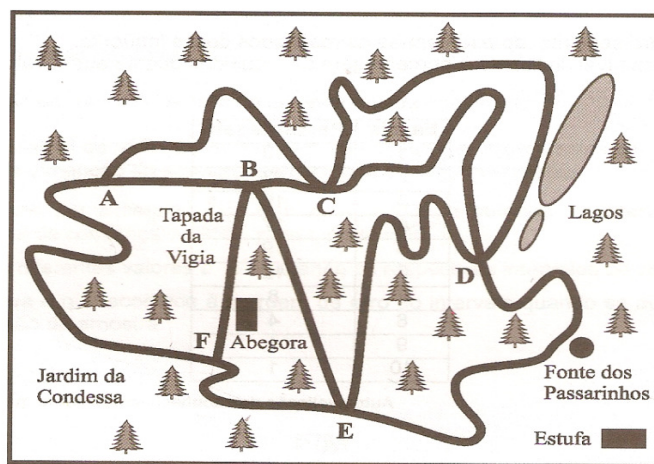 B
A
C
Tapada
da
Vigia
Lagos
D
F
Abegora
Jardim da
Condessa
Fonte dos
Passarinhos
E
Estufa